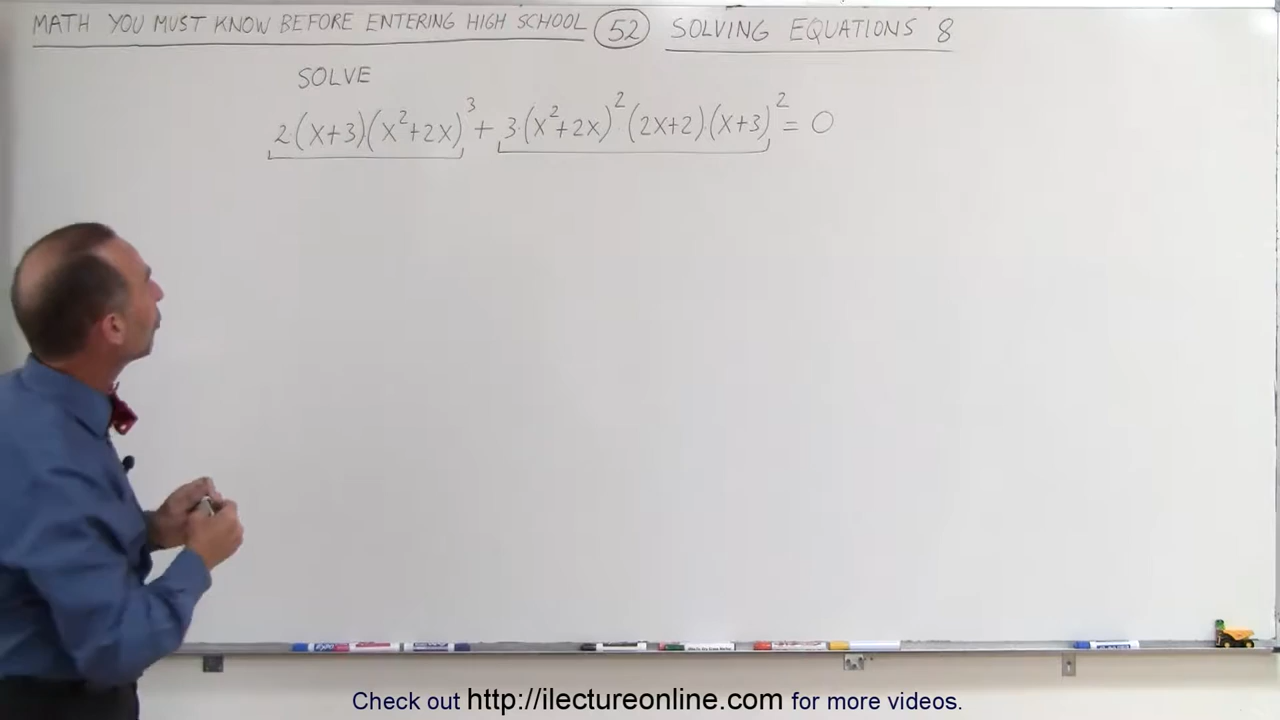 MATH YOU MUST KNOW BEFORE ENTERING HIGH SCHOOL 52 SOLVING EQUATIONS 8
SOLVE
2·(X+3)(X²+2X)³ + 3·(X²+2X)²·(2X+2)·(X+3)² = 0
Check out http://ilectureonline.com for more videos.